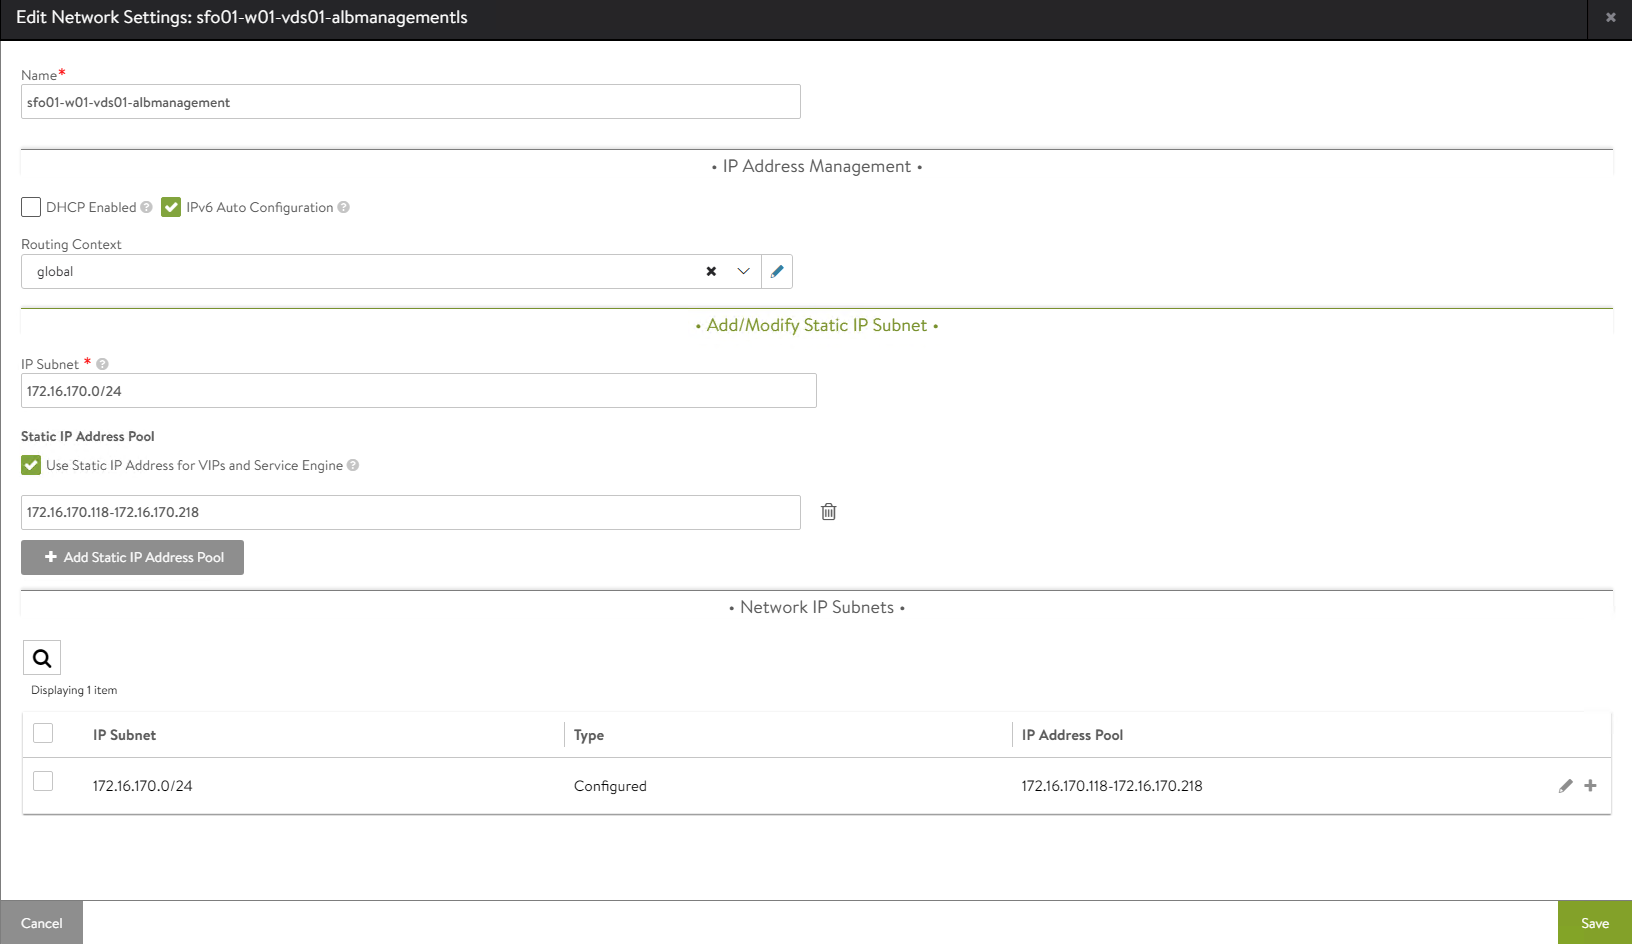 Edit Network Settings: sfo01-w01-vds01-albmanagementls
Name*
sfo01-w01-vds01-albmanagement
• IP Address Management •
DHCP Enabled ? IPv6 Auto Configuration ?
Routing Context
global
• Add/Modify Static IP Subnet •
IP Subnet * ?
172.16.170.0/24
Static IP Address Pool
Use Static IP Address for VIPs and Service Engine ?
172.16.170.118-172.16.170.218
+ Add Static IP Address Pool
• Network IP Subnets •
Displaying 1 item
IP Subnet Type IP Address Pool
172.16.170.0/24 Configured 172.16.170.118-172.16.170.218
Cancel Save